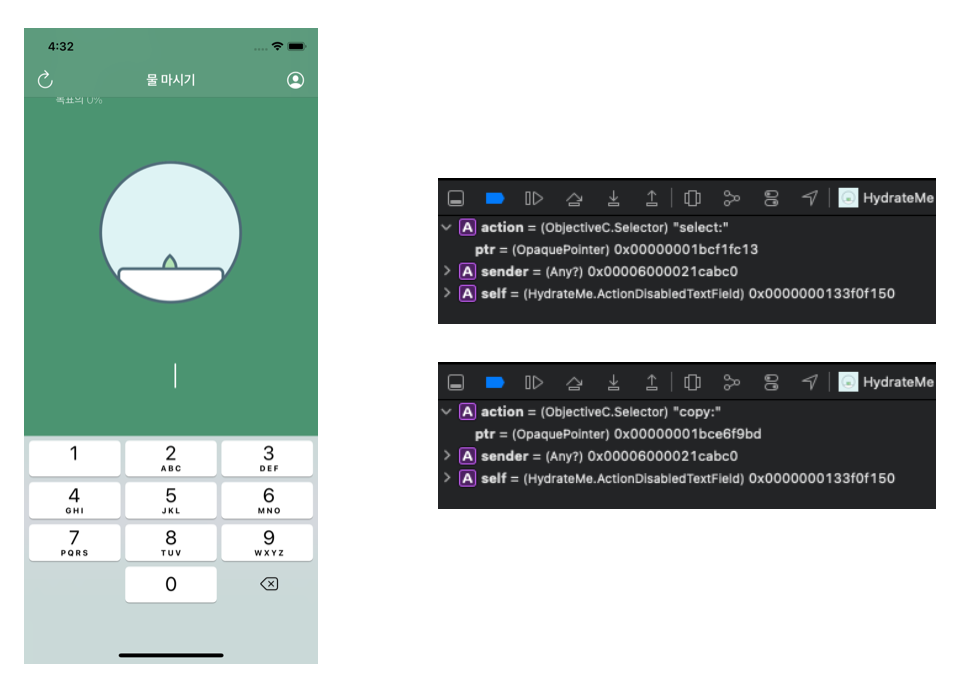 4:32
물 마시기
목표의 0%
1
2
ABC
3
DEF
4
GHI
5
JKL
6
MNO
7
PQRS
8
TUV
9
WXYZ
0
HydrateMe
A action = (ObjectiveC.Selector) "select:"
ptr = (OpaquePointer) 0x00000001bcf1fc13
A sender = (Any?) 0x00006000021cabc0
A self = (HydrateMe.ActionDisabledTextField) 0x0000000133f0f150
HydrateMe
A action = (ObjectiveC.Selector) "copy:"
ptr = (OpaquePointer) 0x00000001bce6f9bd
A sender = (Any?) 0x00006000021cabc0
A self = (HydrateMe.ActionDisabledTextField) 0x0000000133f0f150